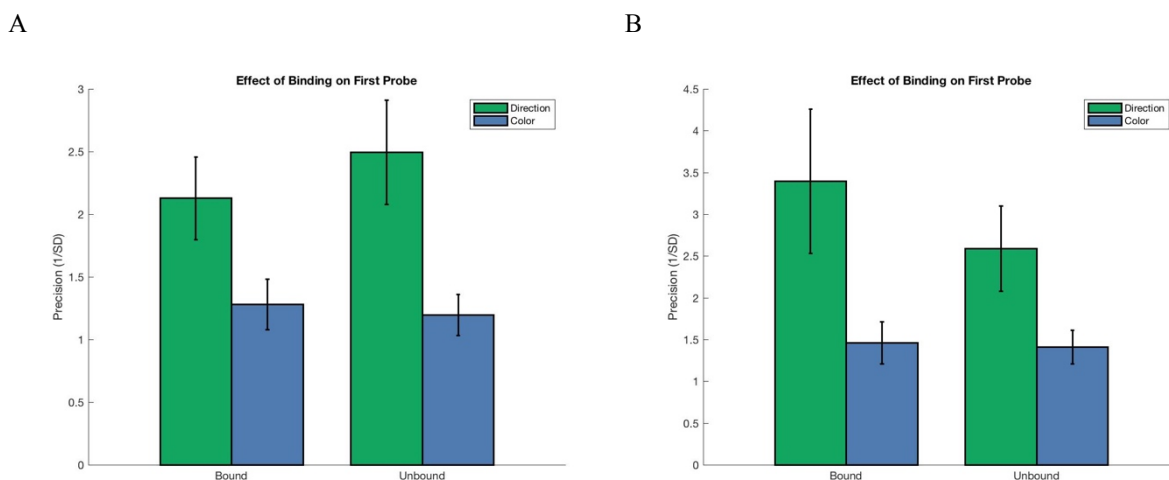 A
Effect of Binding on First Probe
Direction
Color
3
2.5
2
1.5
1
0.5
0
Precision (1/SD)
Bound Unbound
B
Effect of Binding on First Probe
Direction
Color
4.5
4
3.5
3
2.5
2
1.5
1
0.5
0
Precision (1/SD)
Bound Unbound